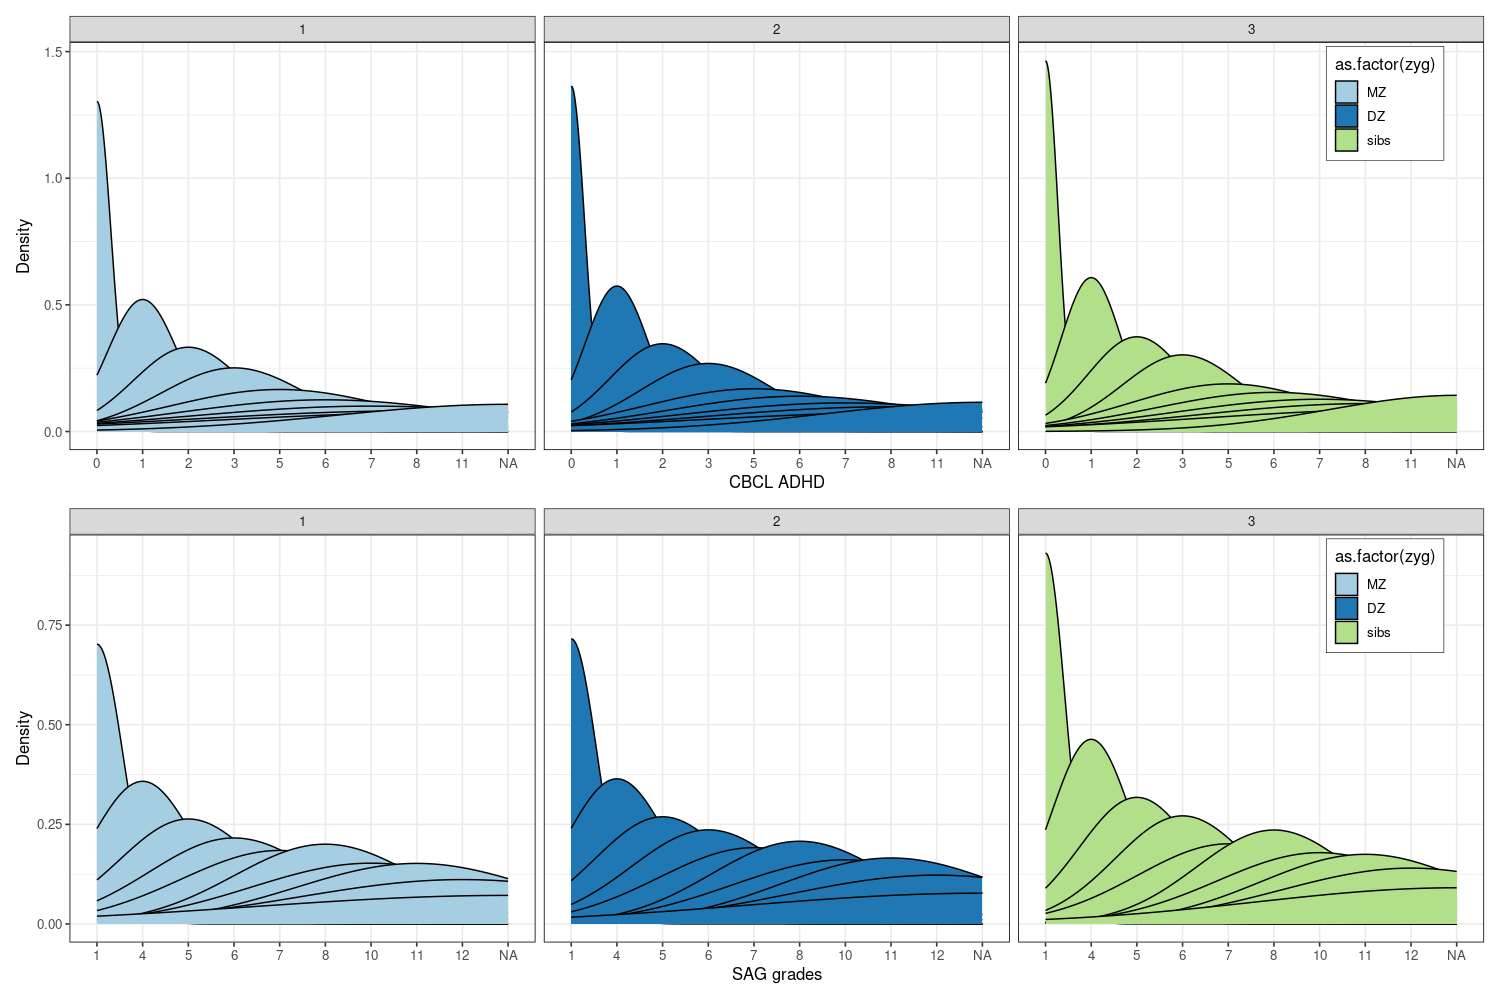 1 2 3
as.factor(zyg)
MZ
DZ
sibs
Density
1.5
1.0
0.5
0.0
0 1 2 3 5 6 7 8 11 NA 0 1 2 3 5 6 7 8 11 NA 0 1 2 3 5 6 7 8 11 NA
CBCL ADHD
1 2 3
as.factor(zyg)
MZ
DZ
sibs
Density
0.75
0.50
0.25
0.00
1 4 5 6 7 8 10 11 12 NA 1 4 5 6 7 8 10 11 12 NA 1 4 5 6 7 8 10 11 12 NA
SAG grades